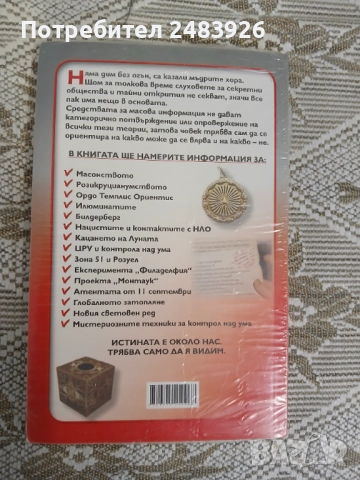 Потребител 2483926
Няма дим без огън, са казали мъдрите хора.
Щом за толкова време слуховете за секретни
общества и тайни открития не секват, значи все
пак има нещо в основата.
Средствата за масова информация на дават
категорично потвърждение или опровержение на
всички тези теории, затова човек трябва сам да се
ориентира на какво може да се вярва и на какво – не.
В КНИГАТА ЩЕ НАМЕРИТЕ ИНФОРМАЦИЯ ЗА:
Масонството
Розикруцианумството
Ордо Темплис Ориентис
Илюминатите
Билдерберг
Нацистите и контактите с НЛО
Кацането на Луната
ЦРУ и контрола над ума
Зона 51 и Розуел
Експеримента „Филаделфия“
Проекта „Монтаук“
Атентата от 11 септември
Глобалното затопляне
Новия световен ред
Мистериозните техники за контрол над ума
ИСТИНАТА Е ОКОЛО НАС.
ТРЯБВА САМО ДА Я ВИДИМ.
BAZAR